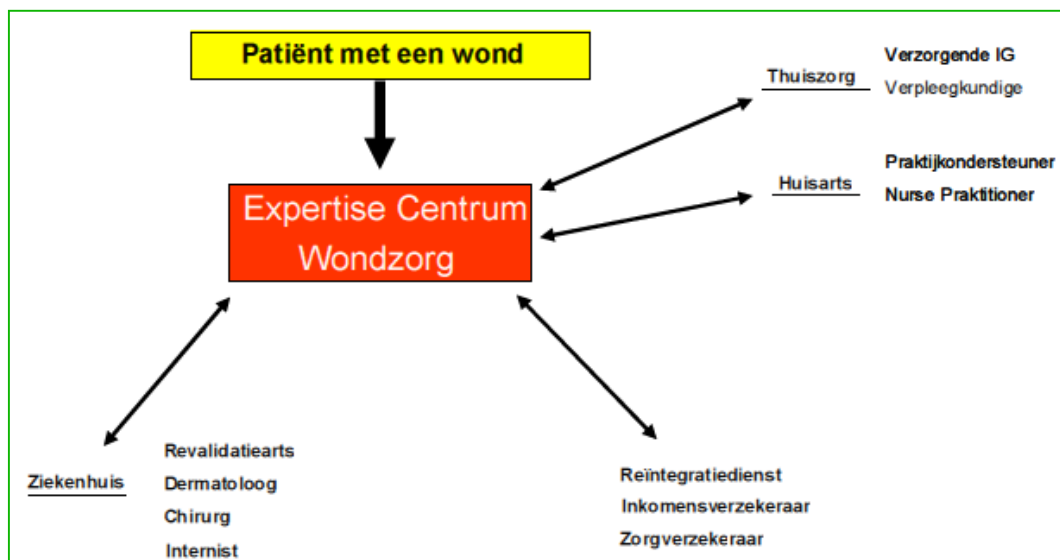 Patiënt met een wond
Expertise Centrum
Wondzorg
Thuiszorg
Verzorgende IG
Verpleegkundige
Huisarts
Praktijkondersteuner
Nurse Praktitioner
Ziekenhuis
Revalidatiearts
Dermatoloog
Chirurg
Internist
Reïntegratiedienst
Inkomensverzekeraar
Zorgverzekeraar